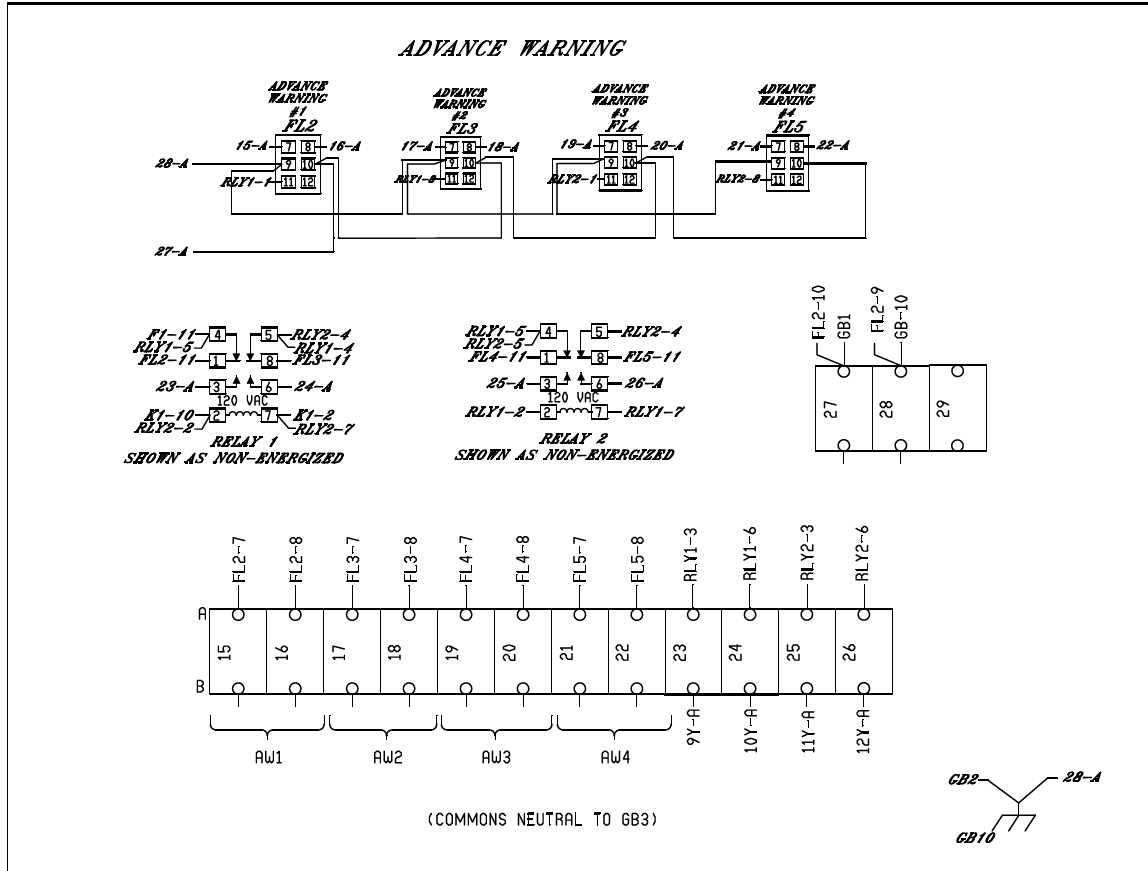 ADVANCE WARNING
ADVANCE WARNING #1 FL2
15-A 7 8 16-A
28-A 9 10
RLY1-1 11 12
27-A
ADVANCE WARNING #2 FL3
17-A 7 8 18-A
9 10
RLY1-8 11 12
ADVANCE WARNING #3 FL4
19-A 7 8 20-A
9 10
RLY2-1 11 12
ADVANCE WARNING #4 FL5
21-A 7 8 22-A
9 10
RLY2-8 11 12
F1-11 4 5 RLY2-4
RLY1-5 RLY1-4
FL2-11 1 8 FL3-11
23-A 3 6 24-A
120 VAC
K1-10 2 7 K1-2
RLY2-2 RLY2-7
RELAY 1
SHOWN AS NON-ENERGIZED
RLY1-5 4 5 RLY2-4
RLY2-5
FL4-11 1 8 FL5-11
25-A 3 6 26-A
120 VAC
RLY1-2 2 7 RLY1-7
RELAY 2
SHOWN AS NON-ENERGIZED
FL2-10 GB1 FL2-9 GB-10
27 28 29
FL2-7 FL2-8 FL3-7 FL3-8 FL4-7 FL4-8 FL5-7 FL5-8 RLY1-3 RLY1-6 RLY2-3 RLY2-6
A
15 16 17 18 19 20 21 22 23 24 25 26
B
AW1 AW2 AW3 AW4 9Y-A 10Y-A 11Y-A 12Y-A
(COMMONS NEUTRAL TO GB3)
GB2 28-A
GB10